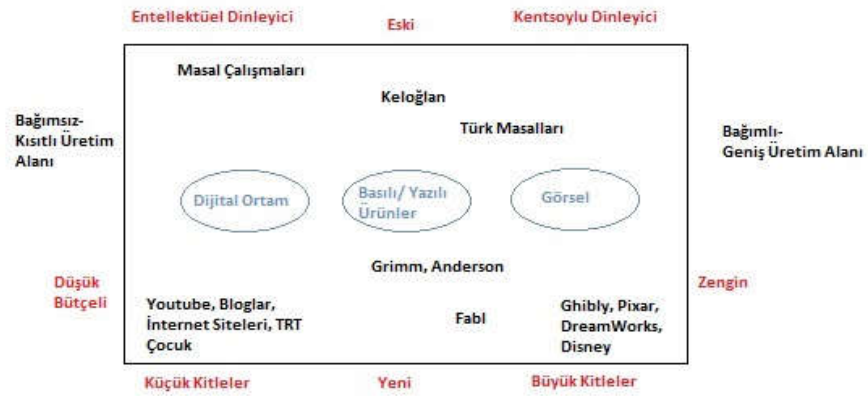 Entellektüel Dinleyici
Eski
Kentsoylu Dinleyici
Masal Çalışmaları
Keloğlan
Türk Masalları
Bağımsız-
Kısıtlı Üretim
Alanı
Bağımlı-
Geniş Üretim Alanı
Dijital Ortam
Basılı/ Yazılı
Ürünler
Görsel
Grimm, Anderson
Düşük
Bütçeli
Zengin
Youtube, Bloglar,
İnternet Siteleri, TRT
Çocuk
Fabl
Ghibly, Pixar,
DreamWorks,
Disney
Küçük Kitleler
Yeni
Büyük Kitleler